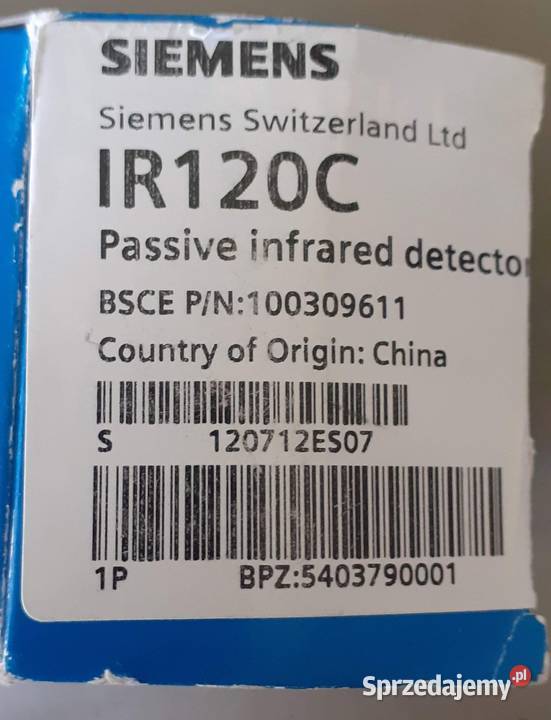 SIEMENS
Siemens Switzerland Ltd
IR120C
Passive infrared detector
BSCE P/N:100309611
Country of Origin: China
S 120712ES07
1P BPZ:5403790001
Sprzedajemy.pl